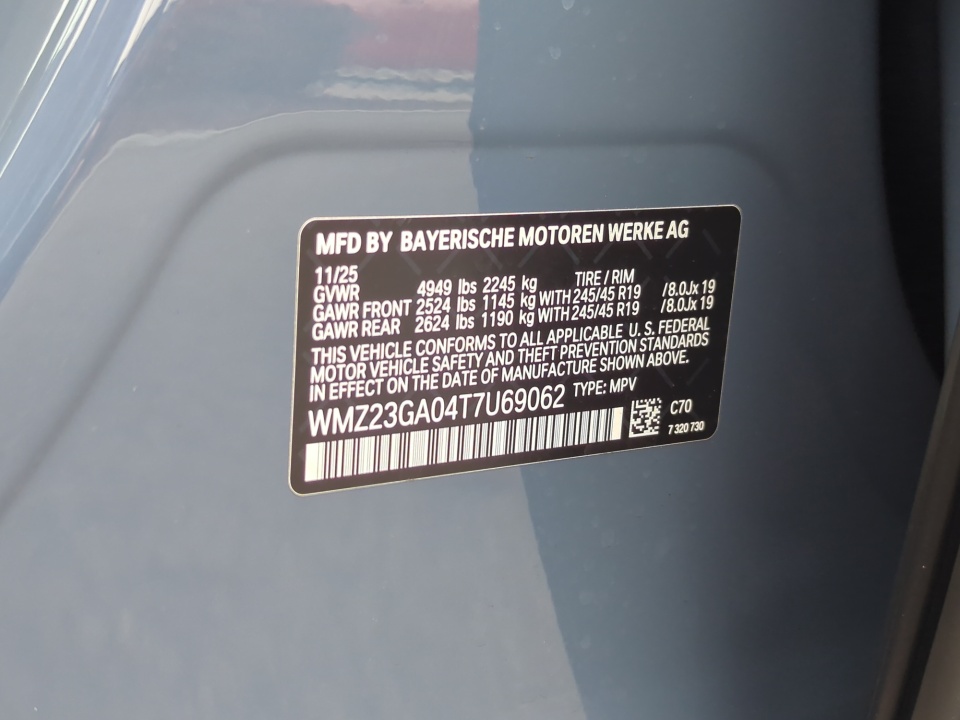 MFD BY BAYERISCHE MOTOREN WERKE AG
11/25 TIRE / RIM
GVWR 4949 lbs 2245 kg
GAWR FRONT 2524 lbs 1145 kg WITH 245/45 R19 /8.0Jx 19
GAWR REAR 2624 lbs 1190 kg WITH 245/45 R19 /8.0Jx 19
THIS VEHICLE CONFORMS TO ALL APPLICABLE U.S. FEDERAL
MOTOR VEHICLE SAFETY AND THEFT PREVENTION STANDARDS
IN EFFECT ON THE DATE OF MANUFACTURE SHOWN ABOVE.
WMZ23GA04T7U69062 TYPE: MPV
C70
7 320 730